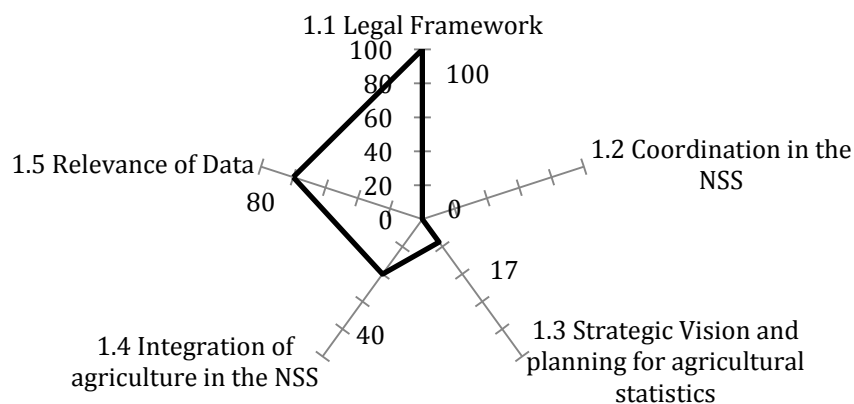 1.1 Legal Framework
100
80
60
40
20
0
100
1.2 Coordination in the
NSS
0
17
1.3 Strategic Vision and
planning for agricultural
statistics
40
1.4 Integration of
agriculture in the NSS
1.5 Relevance of Data
80